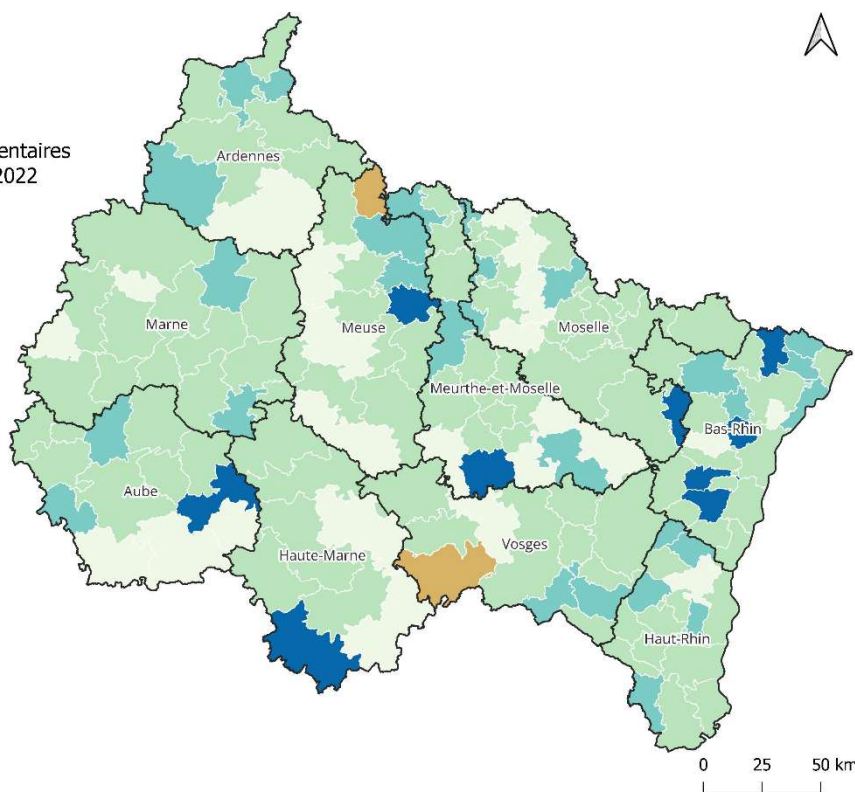 entaires
2022
Ardennes
Marne
Meuse
Moselle
Meurthe-et-Moselle
Bas-Rhin
Aube
Haute-Marne
Vosges
Haut-Rhin
0 25 50 km